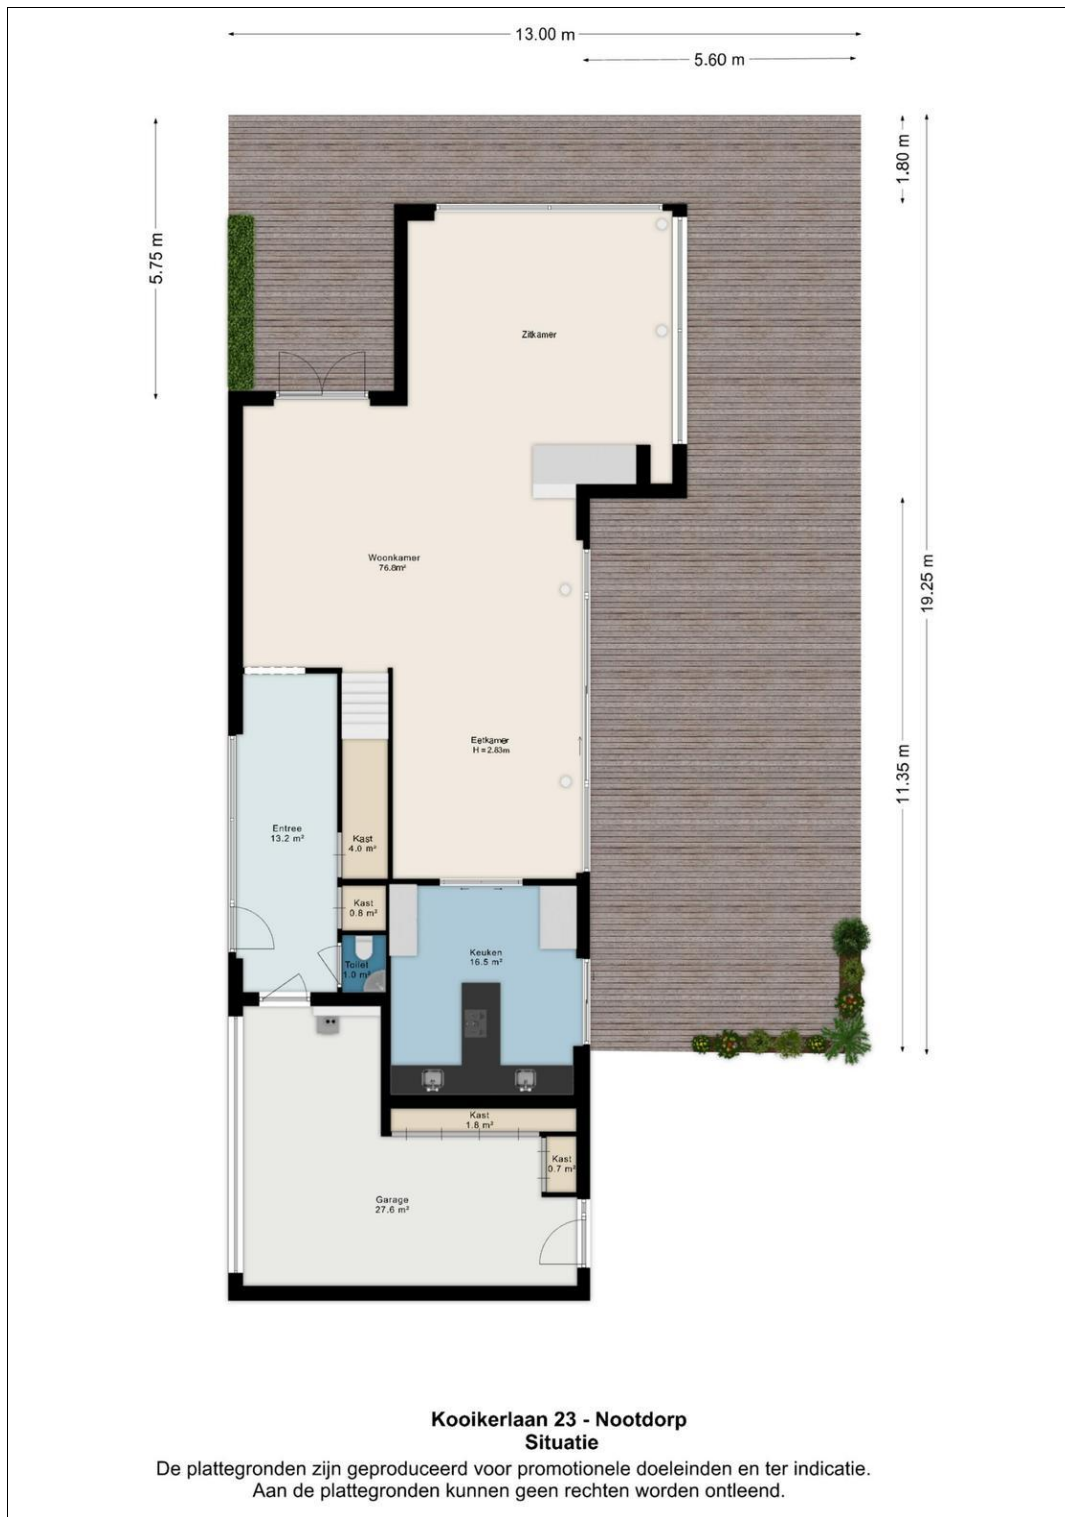 13.00 m
5.60 m
1.80 m
5.75 m
Zitkamer
19.25 m
Woonkamer
76.8m²
Eetkamer
H = 2.83m
11.35 m
Entree
13.2 m²
Kast
4.0 m²
Kast
0.8 m²
Keuken
16.5 m²
Toilet
1.0 m²
Kast
1.8 m²
Kast
0.7 m²
Garage
27.6 m²
Kooikerlaan 23 - Nootdorp
Situatie
De plattegronden zijn geproduceerd voor promotionele doeleinden en ter indicatie.
Aan de plattegronden kunnen geen rechten worden ontleend.